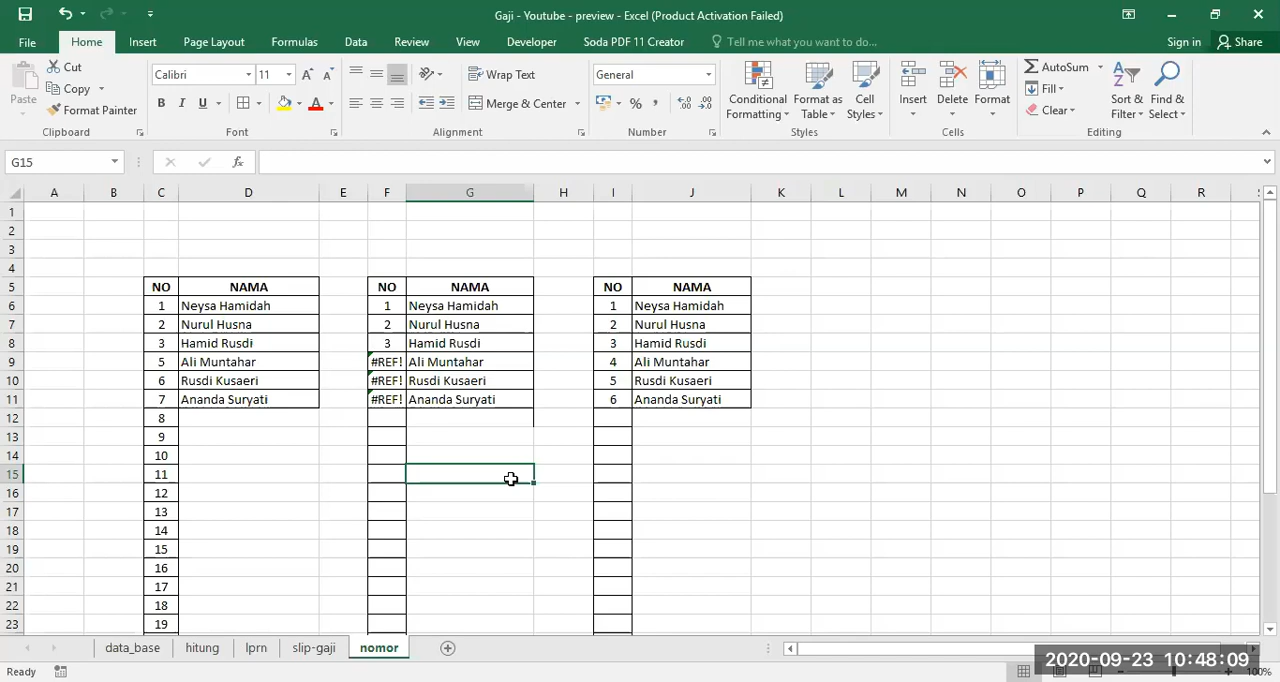 Gaji - Youtube - preview - Excel (Product Activation Failed)
File Home Insert Page Layout Formulas Data Review View Developer Soda PDF 11 Creator Tell me what you want to do... Sign in Share
Paste
Cut
Copy
Format Painter
Clipboard
Calibri 11
B I U A
Font
Wrap Text
Merge & Center
Alignment
General
%
Number
Conditional Formatting
Format as Table
Cell Styles
Styles
Insert
Delete
Format
Cells
AutoSum
Fill
Clear
Sort & Filter
Find & Select
Editing
G15 fx
A B C D E F G H I J K L M N O P Q R
1
2
3
4
5 NO NAMA NO NAMA NO NAMA
6 1 Neysa Hamidah 1 Neysa Hamidah 1 Neysa Hamidah
7 2 Nurul Husna 2 Nurul Husna 2 Nurul Husna
8 3 Hamid Rusdi 3 Hamid Rusdi 3 Hamid Rusdi
9 5 Ali Muntahar #REF! Ali Muntahar 4 Ali Muntahar
10 6 Rusdi Kusaeri #REF! Rusdi Kusaeri 5 Rusdi Kusaeri
11 7 Ananda Suryati #REF! Ananda Suryati 6 Ananda Suryati
12 8
13 9
14 10
15 11
16 12
17 13
18 14
19 15
20 16
21 17
22 18
23 19
data_base hitung lprn slip-gaji nomor
Ready 2020-09-23 10:48:09 100%